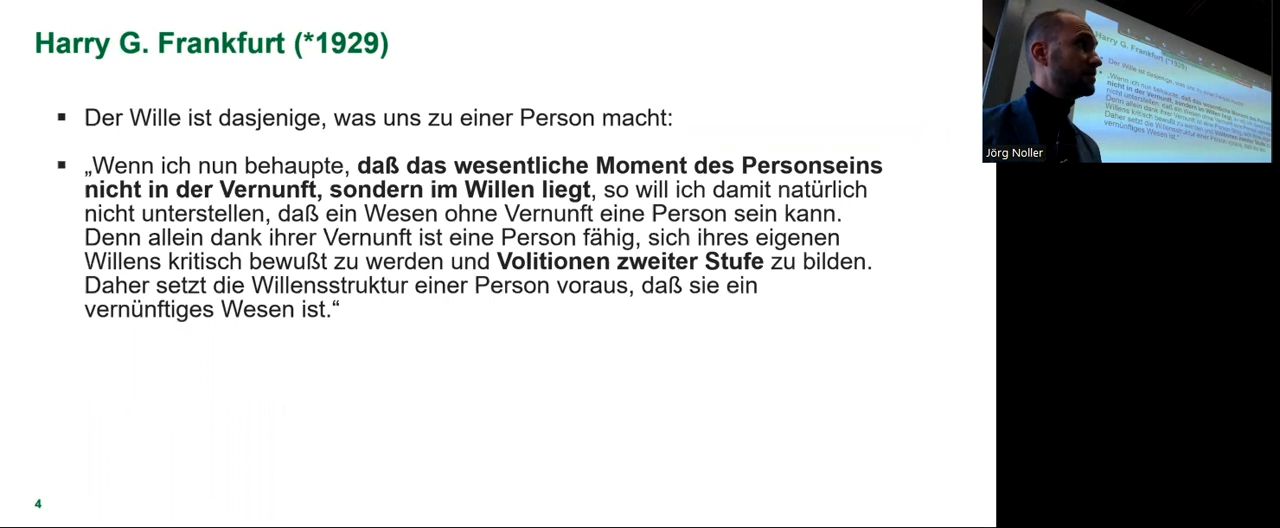 Harry G. Frankfurt (*1929)
▪ Der Wille ist dasjenige, was uns zu einer Person macht:
▪ „Wenn ich nun behaupte, daß das wesentliche Moment des Personseins
nicht in der Vernunft, sondern im Willen liegt, so will ich damit natürlich
nicht unterstellen, daß ein Wesen ohne Vernunft eine Person sein kann.
Denn allein dank ihrer Vernunft ist eine Person fähig, sich ihres eigenen
Willens kritisch bewußt zu werden und Volitionen zweiter Stufe zu bilden.
Daher setzt die Willensstruktur einer Person voraus, daß sie ein
vernünftiges Wesen ist.“
4
Harry G. Frankfurt (*1929)
Jörg Noller